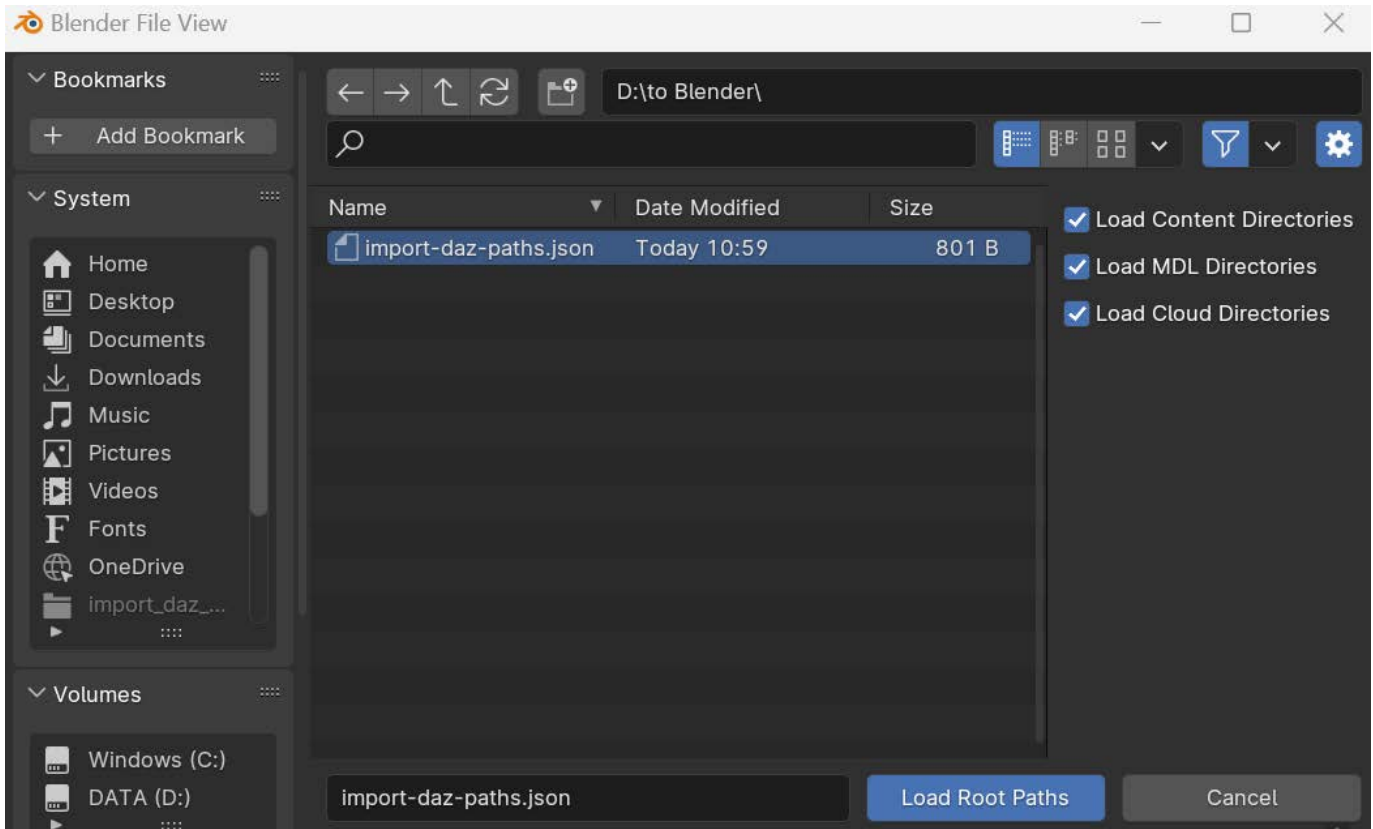 Blender File View
Bookmarks
Add Bookmark
System
Home
Desktop
Documents
Downloads
Music
Pictures
Videos
Fonts
OneDrive
import_daz_...
Volumes
Windows (C:)
DATA (D:)
D:\to Blender\
Name Date Modified Size
import-daz-paths.json Today 10:59 801 B
Load Content Directories
Load MDL Directories
Load Cloud Directories
import-daz-paths.json Load Root Paths Cancel